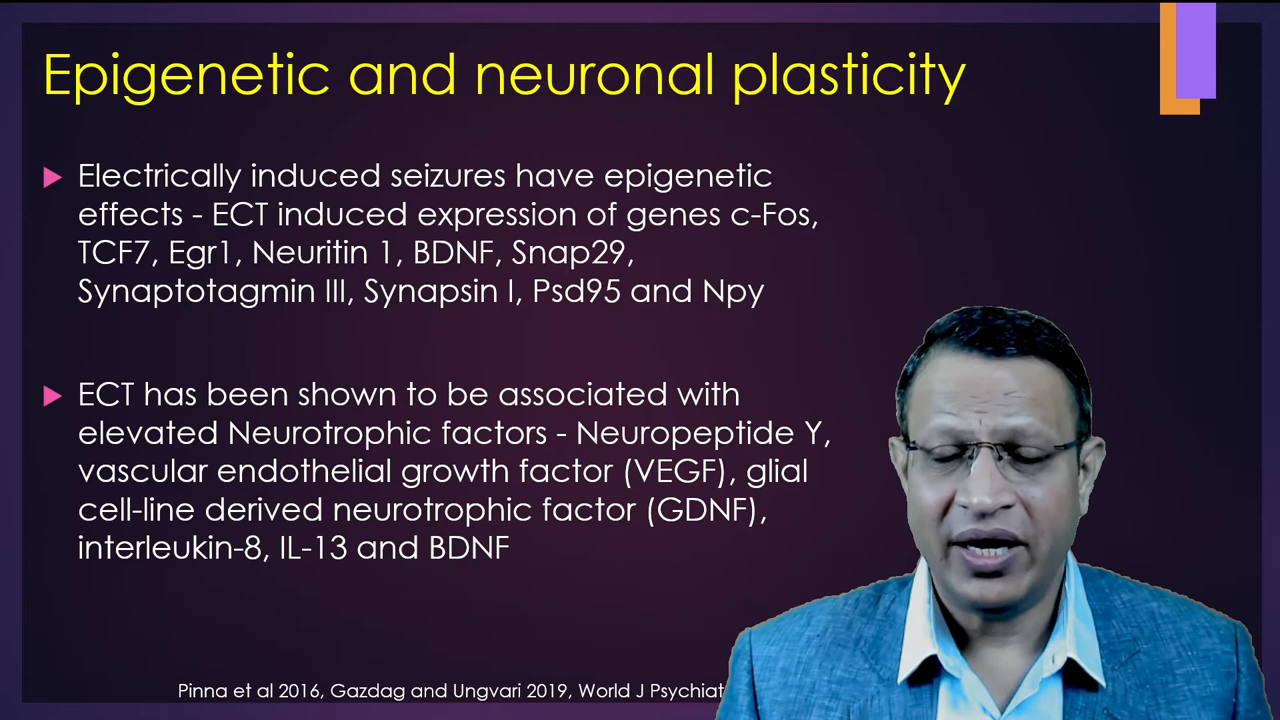 Epigenetic and neuronal plasticity
Electrically induced seizures have epigenetic
effects - ECT induced expression of genes c-Fos,
TCF7, Egr1, Neuritin 1, BDNF, Snap29,
Synaptotagmin III, Synapsin I, Psd95 and Npy
ECT has been shown to be associated with
elevated Neurotrophic factors - Neuropeptide Y,
vascular endothelial growth factor (VEGF), glial
cell-line derived neurotrophic factor (GDNF),
interleukin-8, IL-13 and BDNF
Pinna et al 2016, Gazdag and Ungvari 2019, World J Psychiat